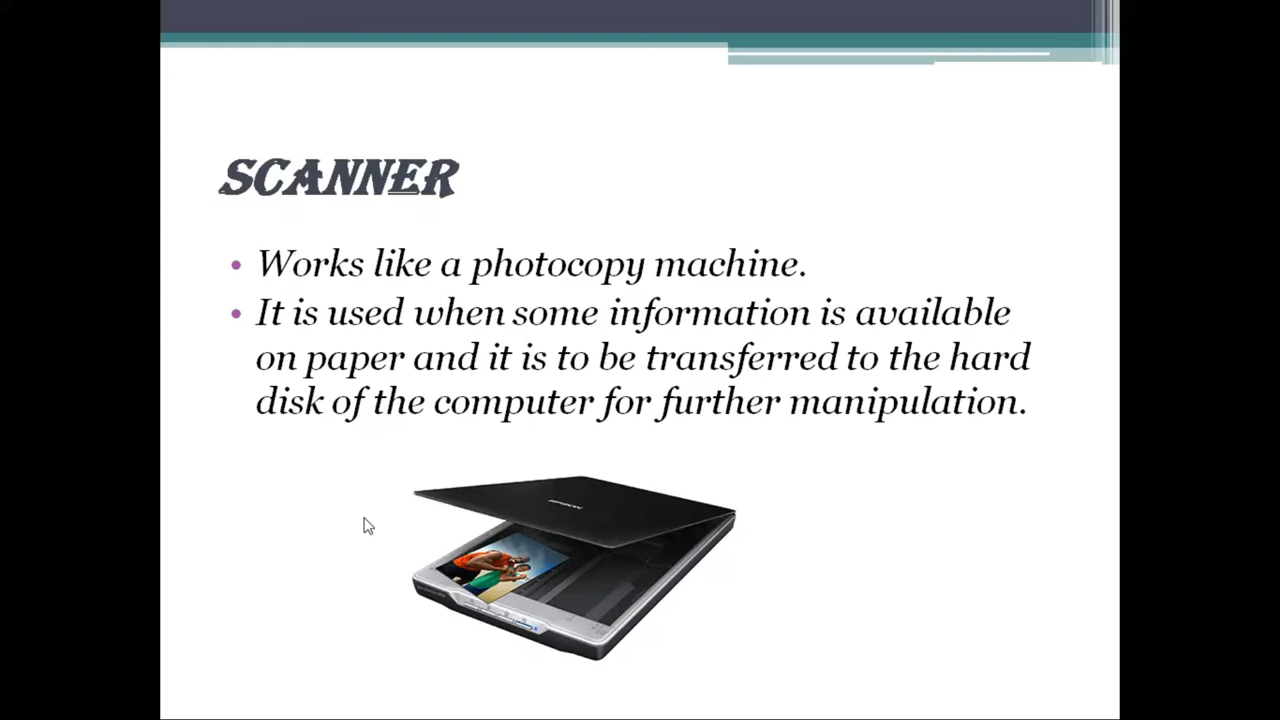 SCANNER
• Works like a photocopy machine.
• It is used when some information is available
on paper and it is to be transferred to the hard
disk of the computer for further manipulation.
EPSON